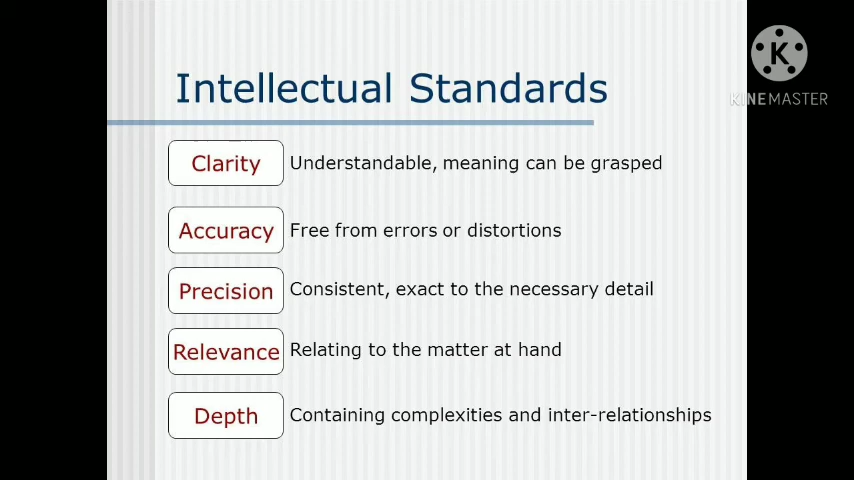 Intellectual Standards
KINEMASTER
Clarity Understandable, meaning can be grasped
Accuracy Free from errors or distortions
Precision Consistent, exact to the necessary detail
Relevance Relating to the matter at hand
Depth Containing complexities and inter-relationships